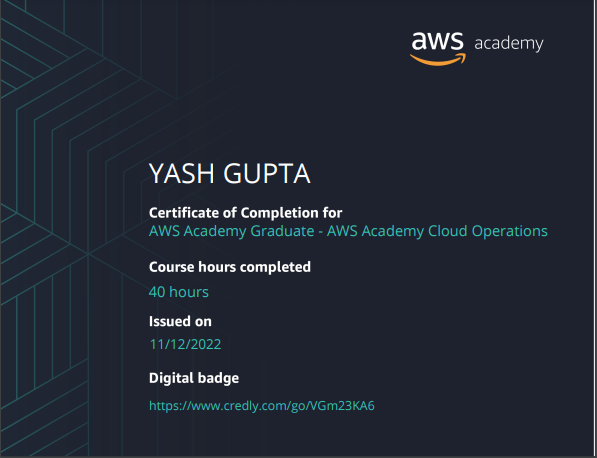 aws academy
YASH GUPTA
Certificate of Completion for
AWS Academy Graduate - AWS Academy Cloud Operations
Course hours completed
40 hours
Issued on
11/12/2022
Digital badge
https://www.credly.com/go/VGm23KA6